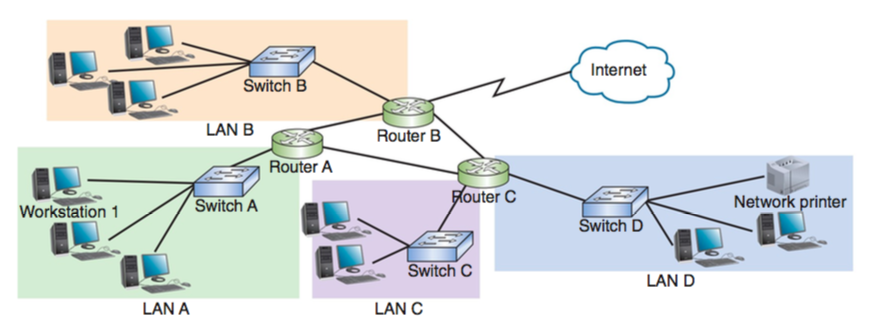 Internet
Switch B
LAN B
Router B
Router A
Router C
Workstation 1
Switch A
LAN A
Switch C
LAN C
Network printer
Switch D
LAN D